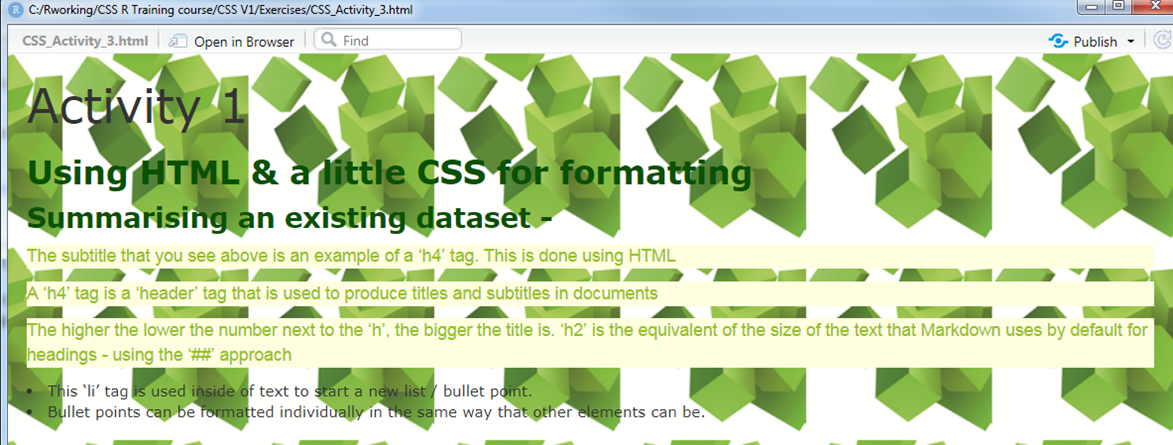 R C:/Rworking/CSS R Training course/CSS V1/Exercises/CSS_Activity_3.html
CSS_Activity_3.html Open in Browser Find Publish
Activity 1
Using HTML & a little CSS for formatting
Summarising an existing dataset -
The subtitle that you see above is an example of a ‘h4’ tag. This is done using HTML
A ‘h4’ tag is a ‘header’ tag that is used to produce titles and subtitles in documents
The higher the lower the number next to the ‘h’, the bigger the title is. ‘h2’ is the equivalent of the size of the text that Markdown uses by default for
headings - using the ‘##’ approach
• This ‘li’ tag is used inside of text to start a new list / bullet point.
• Bullet points can be formatted individually in the same way that other elements can be.